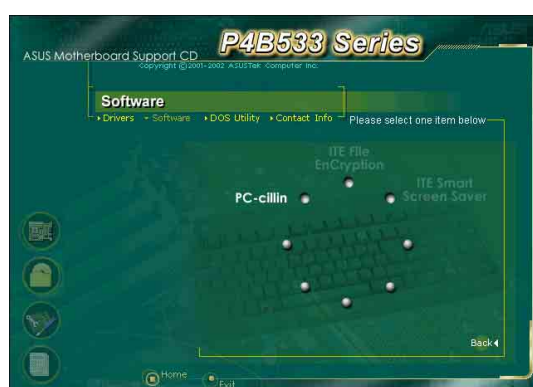 P4B533 Series
ASUS Motherboard Support CD
Copyright (C)2001-2002 ASUSTek Computer Inc.
Software
Drivers Software DOS Utility Contact Info
Please select one item below
ITE File
EnCryption
ITE Smart
Screen Saver
PC-cillin
Back
Home
Exit